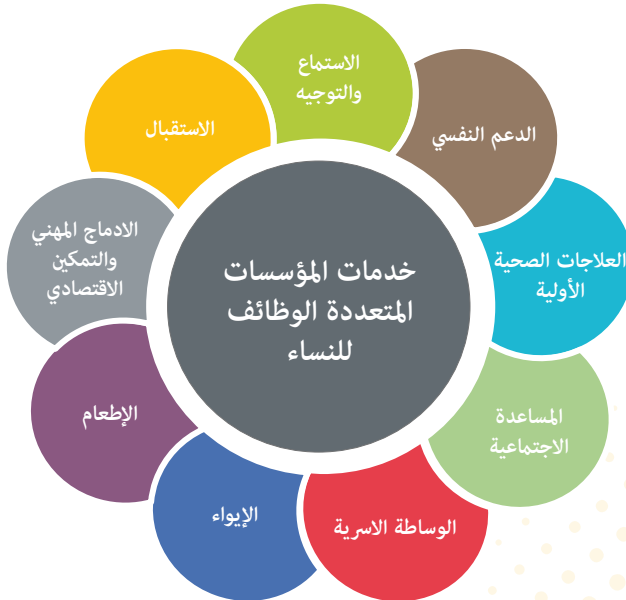 خدمات المؤسسات
المتعددة الوظائف
للنساء
الاستقبال
الاستماع
والتوجيه
الدعم النفسي
العلاجات الصحية
الأولية
المساعدة
الاجتماعية
الوساطة الاسرية
الإيواء
الإطعام
الادماج المهني
والتمكين
الاقتصادي